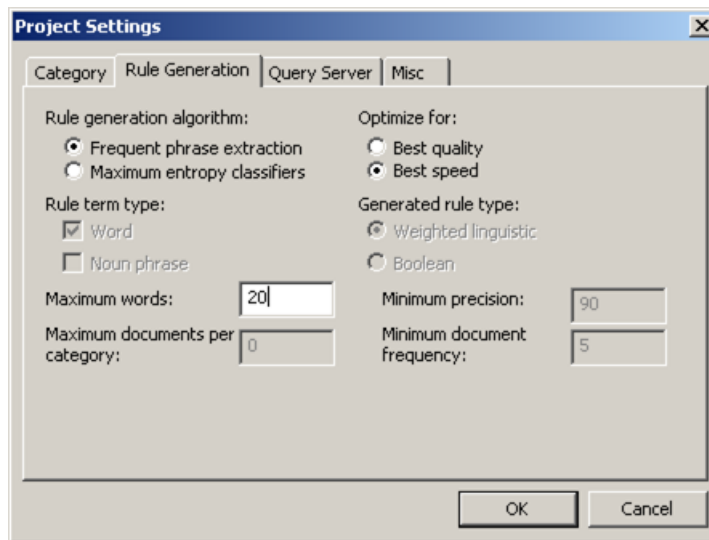 Project Settings
Category Rule Generation Query Server Misc
Rule generation algorithm:
Frequent phrase extraction
Maximum entropy classifiers
Optimize for:
Best quality
Best speed
Rule term type:
Word
Noun phrase
Generated rule type:
Weighted linguistic
Boolean
Maximum words: 20
Minimum precision: 90
Maximum documents per
category: 0
Minimum document
frequency: 5
OK Cancel